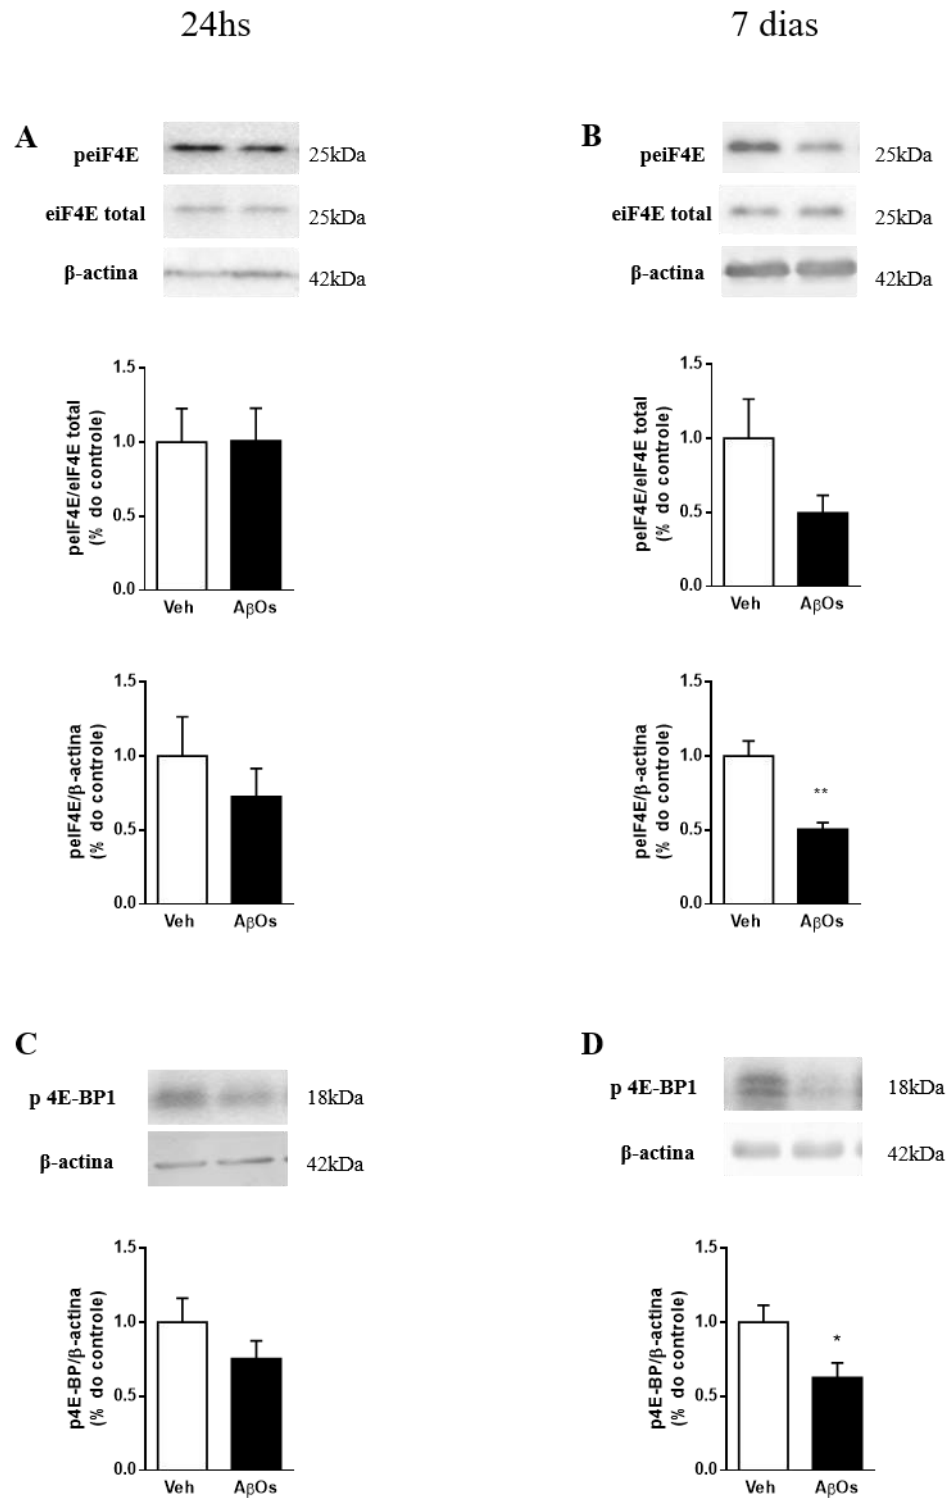 24hs
7 dias
A
peiF4E
25kDa
eiF4E total
25kDa
β-actina
42kDa
1.5
1.0
0.5
0.0
peIF4E/eIF4E total
(% do controle)
Veh
AβOs
1.5
1.0
0.5
0.0
peIF4E/β-actina
(% do controle)
Veh
AβOs
B
peiF4E
25kDa
eiF4E total
25kDa
β-actina
42kDa
1.5
1.0
0.5
0.0
peIF4E/eIF4E total
(% do controle)
Veh
AβOs
1.5
1.0
0.5
0.0
peIF4E/β-actina
(% do controle)
**
Veh
AβOs
C
p 4E-BP1
18kDa
β-actina
42kDa
1.5
1.0
0.5
0.0
p4E-BP/β-actina
(% do controle)
Veh
AβOs
D
p 4E-BP1
18kDa
β-actina
42kDa
1.5
1.0
0.5
0.0
p4E-BP/β-actina
(% do controle)
*
Veh
AβOs